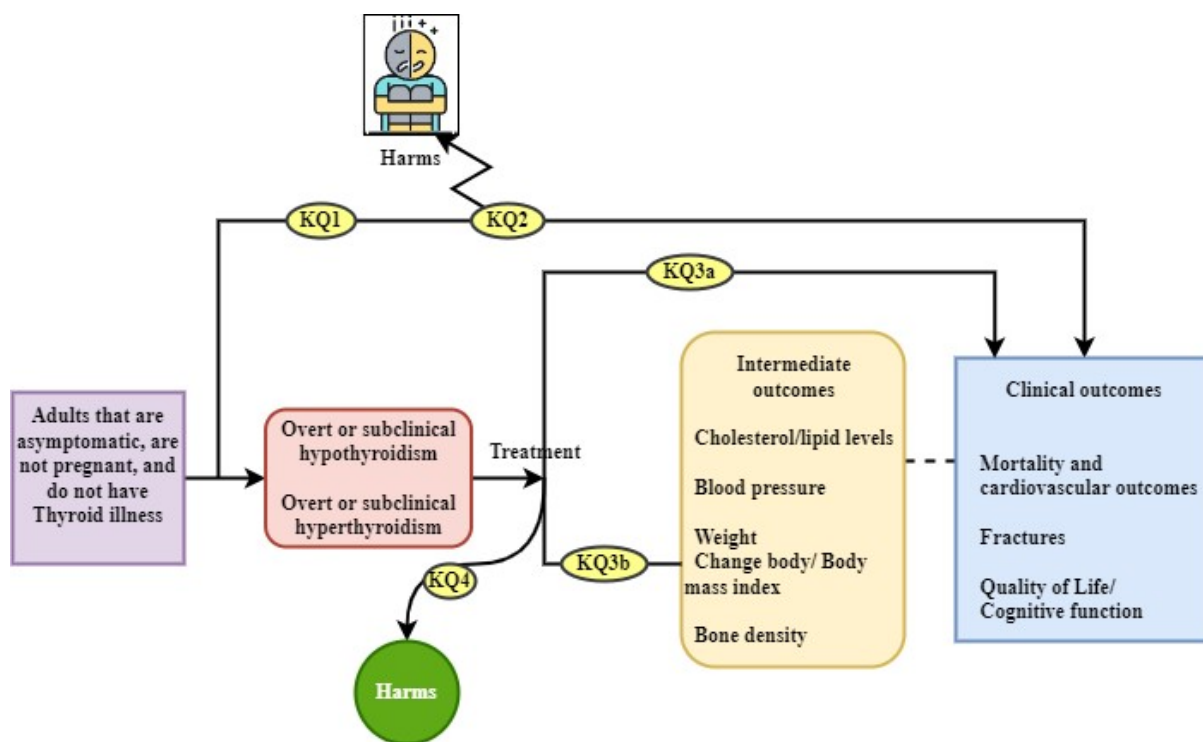 Harms
KQ1
KQ2
KQ3a
Adults that are
asymptomatic, are
not pregnant, and
do not have
Thyroid illness
Overt or subclinical
hypothyroidism
Overt or subclinical
hyperthyroidism
Treatment
KQ4
Harms
KQ3b
Intermediate
outcomes
Cholesterol/lipid levels
Blood pressure
Weight
Change body/ Body
mass index
Bone density
Clinical outcomes
Mortality and
cardiovascular outcomes
Fractures
Quality of Life/
Cognitive function